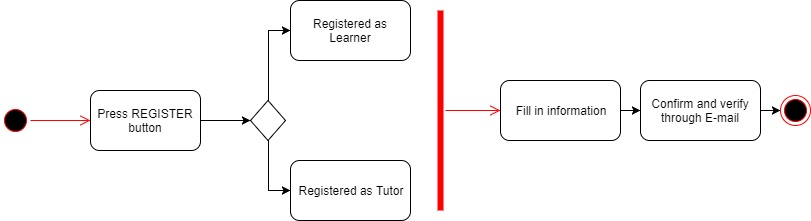 Registered as
Learner
Press REGISTER
button
Registered as Tutor
Fill in information
Confirm and verify
through E-mail